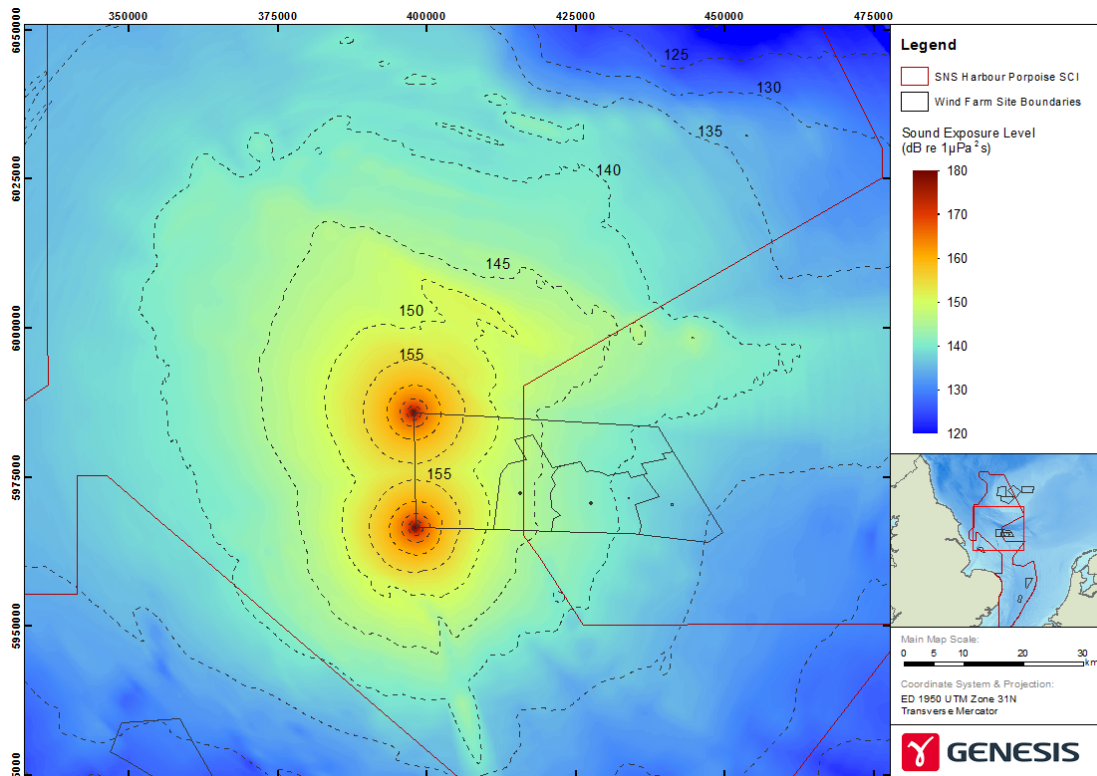 350000 375000 400000 425000 450000 475000
6050000
6025000
6000000
5975000
5950000
125
130
135
140
145
150
155
155
Legend
SNS Harbour Porpoise SCI
Wind Farm Site Boundaries
Sound Exposure Level
(dB re 1µPa²s)
180
170
160
150
140
130
120
Main Map Scale:
0 5 10 20 30
km
Coordinate System & Projection:
ED 1950 UTM Zone 31N
Transverse Mercator
GENESIS